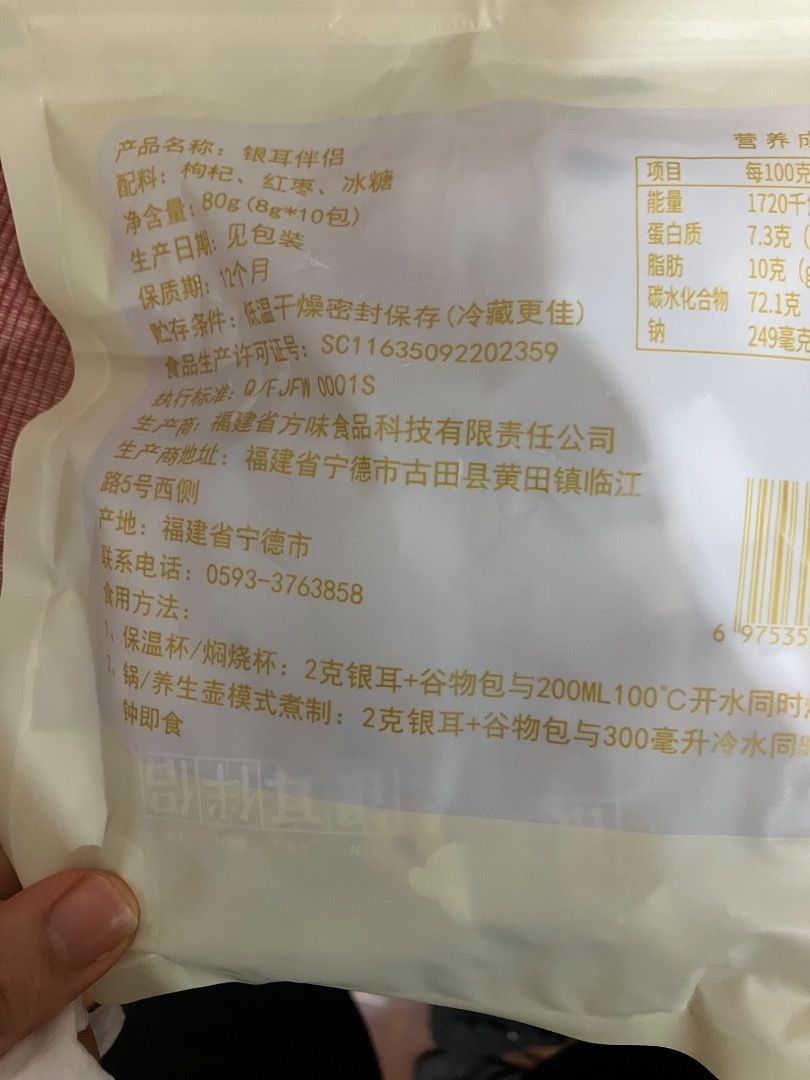 产品名称：银耳伴侣
配料：枸杞、红枣、冰糖
净含量：80g(8g*10包)
生产日期：见包装
保质期：12个月
贮存条件：低温干燥密封保存(冷藏更佳)
食品生产许可证号：SC11635092202359
执行标准：Q/FJFW 0001S
生产商：福建省方味食品科技有限责任公司
生产商地址：福建省宁德市古田县黄田镇临江
路5号西侧
产地：福建省宁德市
联系电话：0593-3763858
食用方法：
1、保温杯/焖烧杯：2克银耳+谷物包与200ML100℃开水同时
2、锅/养生壶模式煮制：2克银耳+谷物包与300毫升冷水同
钟即食
营养成
项目 每100克
能量 1720千
蛋白质 7.3克（
脂肪 10克（
碳水化合物 72.1克
钠 249毫克
6 97535
银耳伴侣